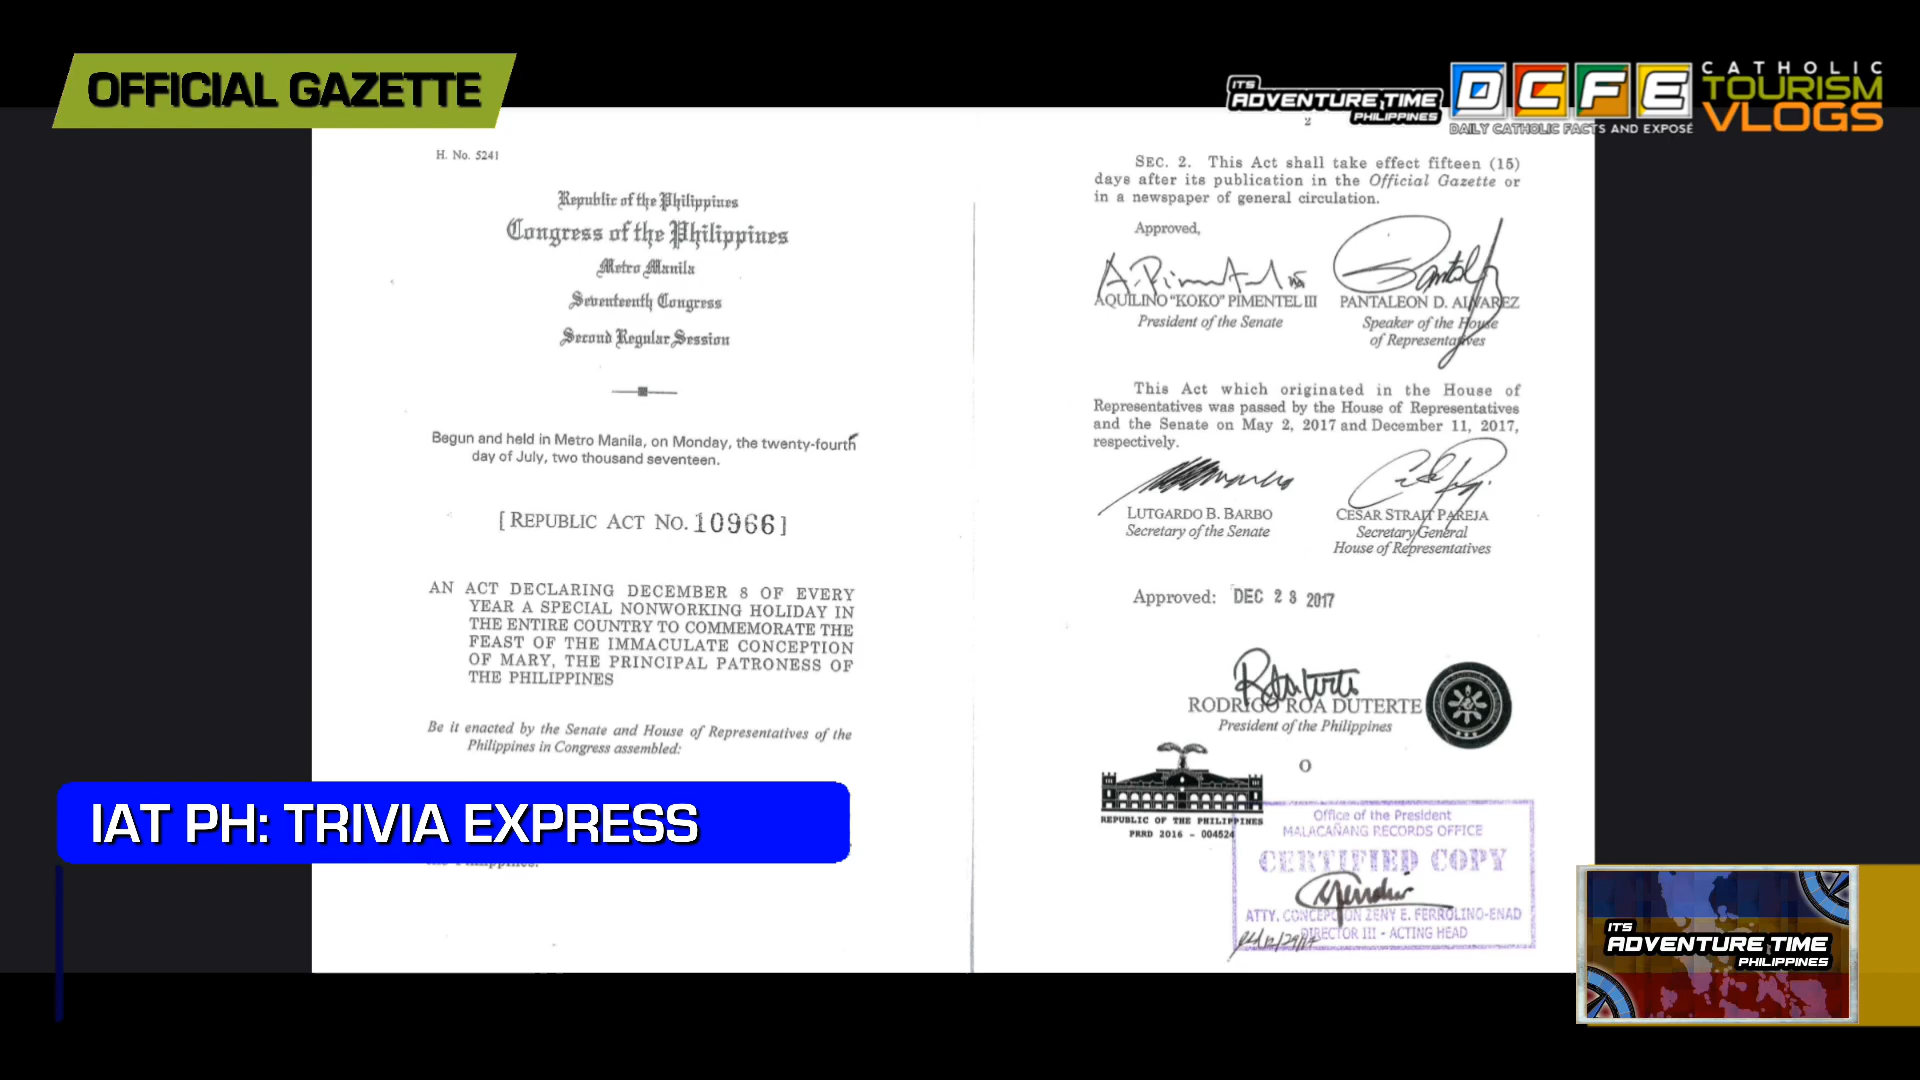 OFFICIAL GAZETTE
ITS
ADVENTURE TIME
PHILIPPINES
DCFE
DAILY CATHOLIC FACTS AND EXPOSÉ
CATHOLIC
TOURISM
VLOGS
H. No. 5241
Republic of the Philippines
Congress of the Philippines
Metro Manila
Seventeenth Congress
Second Regular Session
Begun and held in Metro Manila, on Monday, the twenty-fourth
day of July, two thousand seventeen.
[REPUBLIC ACT NO. 10966]
AN ACT DECLARING DECEMBER 8 OF EVERY
YEAR A SPECIAL NONWORKING HOLIDAY IN
THE ENTIRE COUNTRY TO COMMEMORATE THE
FEAST OF THE IMMACULATE CONCEPTION
OF MARY, THE PRINCIPAL PATRONESS OF
THE PHILIPPINES
Be it enacted by the Senate and House of Representatives of the
Philippines in Congress assembled:
IAT PH: TRIVIA EXPRESS
2
SEC. 2. This Act shall take effect fifteen (15)
days after its publication in the Official Gazette or
in a newspaper of general circulation.
Approved,
AQUILINO "KOKO" PIMENTEL III
President of the Senate
PANTALEON D. ALVAREZ
Speaker of the House
of Representatives
This Act which originated in the House of
Representatives was passed by the House of Representatives
and the Senate on May 2, 2017 and December 11, 2017,
respectively.
LUTGARDO B. BARBO
Secretary of the Senate
CESAR STRAIT PAREJA
Secretary General
House of Representatives
Approved: DEC 28 2017
RODRIGO ROA DUTERTE
President of the Philippines
O
REPUBLIC OF THE PHILIPPINES
PRRD 2016 - 004524
Office of the President
MALACAÑANG RECORDS OFFICE
CERTIFIED COPY
ATTY. CONCEPCION ZENY E. FERROLINO-ENAD
DIRECTOR III - ACTING HEAD
ITS
ADVENTURE TIME
PHILIPPINES